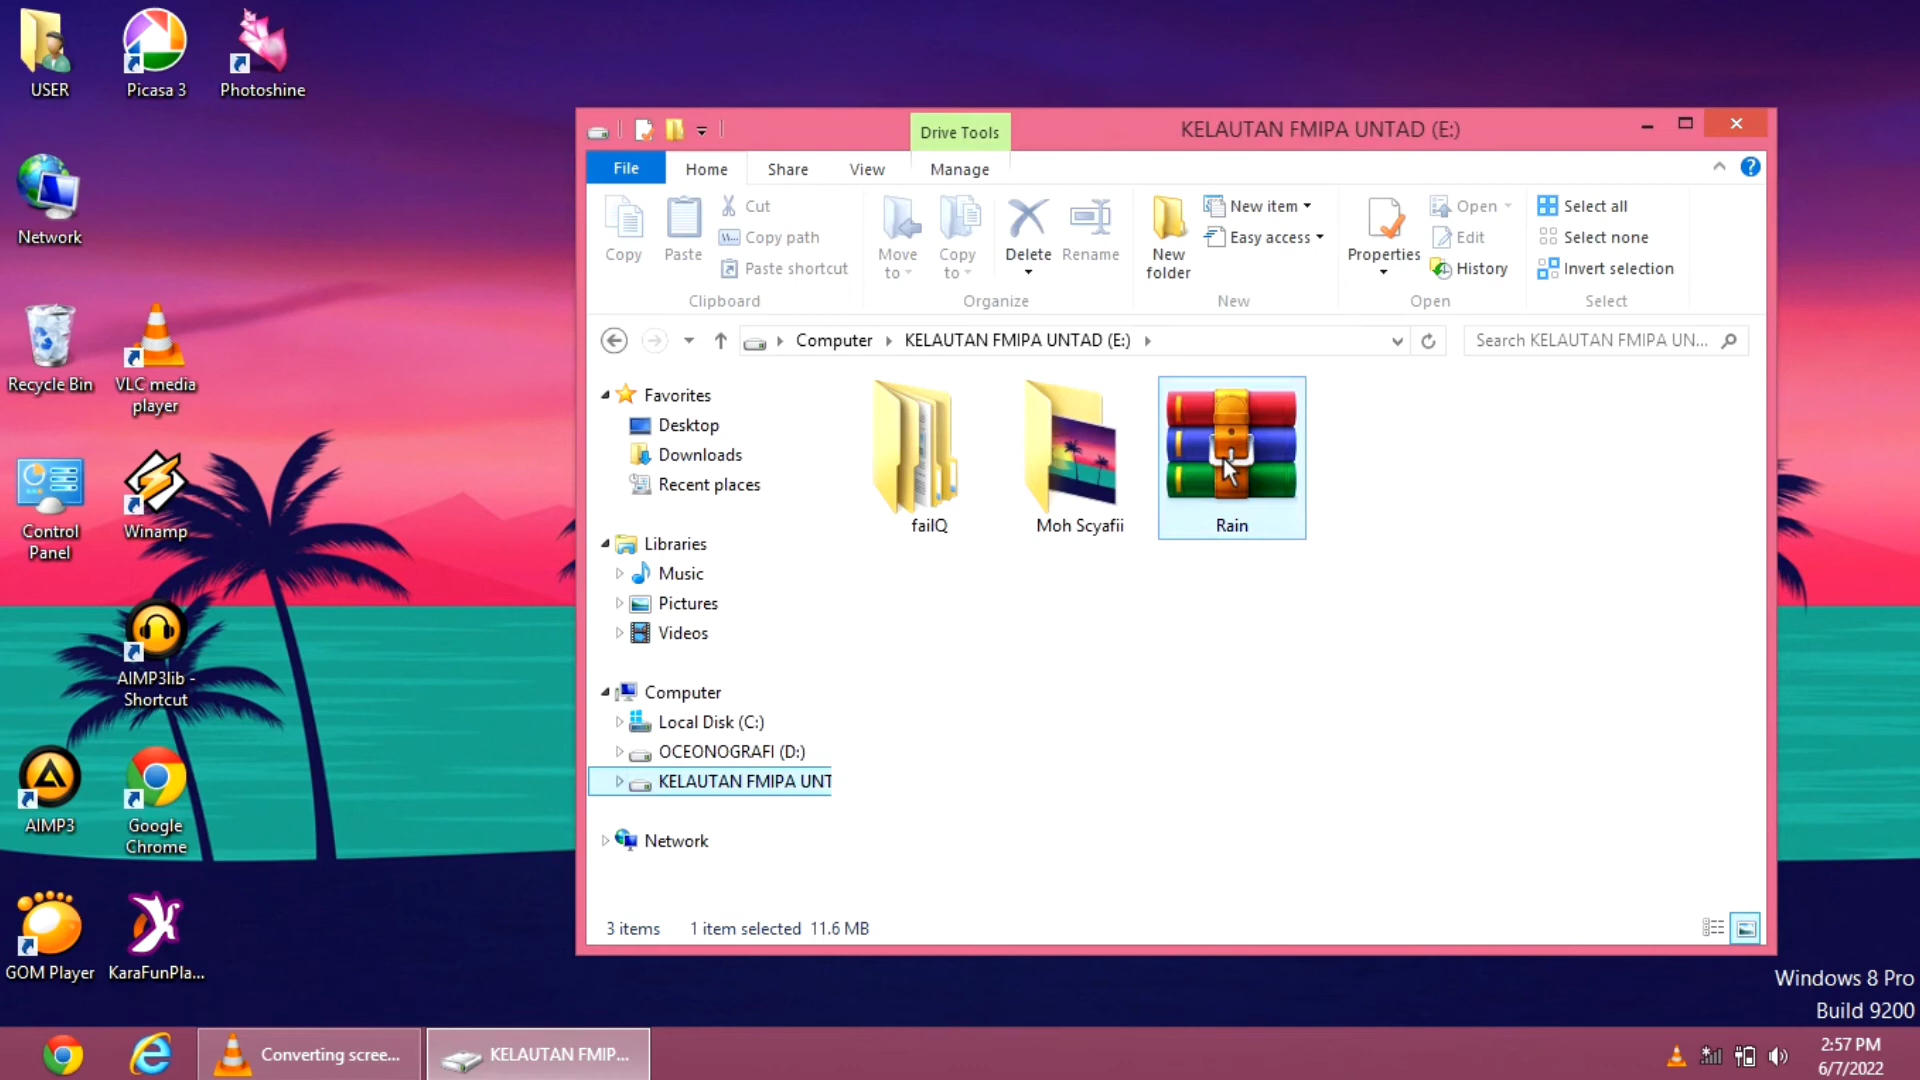 USER
Picasa 3
Photoshine
Network
Recycle Bin
VLC media
player
Control
Panel
Winamp
AIMP3lib -
Shortcut
AIMP3
Google
Chrome
GOM Player
KaraFunPla...
Drive Tools
KELAUTAN FMIPA UNTAD (E:)
File
Home
Share
View
Manage
Copy
Paste
Cut
Copy path
Paste shortcut
Clipboard
Move
to
Copy
to
Delete
Rename
Organize
New
folder
New item
Easy access
New
Properties
Open
Edit
History
Open
Select all
Select none
Invert selection
Select
Computer
KELAUTAN FMIPA UNTAD (E:)
Search KELAUTAN FMIPA UN...
Favorites
Desktop
Downloads
Recent places
Libraries
Music
Pictures
Videos
Computer
Local Disk (C:)
OCEONOGRAFI (D:)
KELAUTAN FMIPA UNT
Network
failQ
Moh Scyafii
Rain
3 items
1 item selected 11.6 MB
Windows 8 Pro
Build 9200
Converting scree...
KELAUTAN FMIP...
2:57 PM
6/7/2022